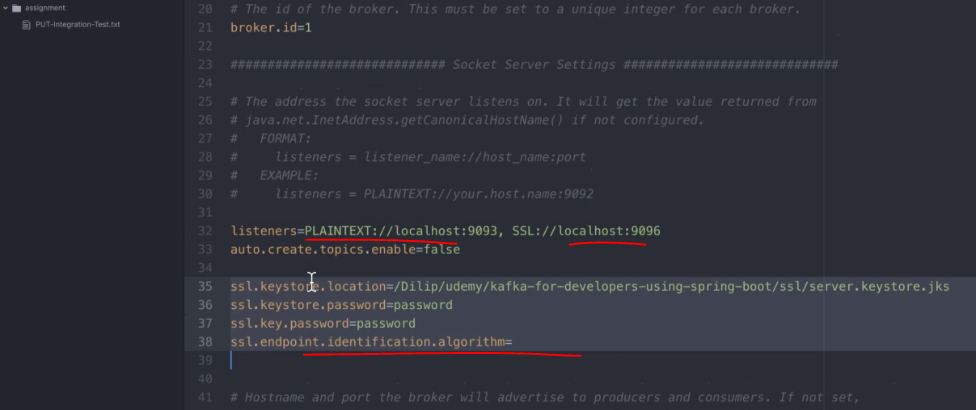 assignment
PUT-Integration-Test.txt
20 # The id of the broker. This must be set to a unique integer for each broker.
21 broker.id=1
22
23 ############################# Socket Server Settings #############################
24
25 # The address the socket server listens on. It will get the value returned from
26 # java.net.InetAddress.getCanonicalHostName() if not configured.
27 #   FORMAT:
28 #     listeners = listener_name://host_name:port
29 #   EXAMPLE:
30 #     listeners = PLAINTEXT://your.host.name:9092
31
32 listeners=PLAINTEXT://localhost:9093, SSL://localhost:9096
33 auto.create.topics.enable=false
34
35 ssl.keystore.location=/Dilip/udemy/kafka-for-developers-using-spring-boot/ssl/server.keystore.jks
36 ssl.keystore.password=password
37 ssl.key.password=password
38 ssl.endpoint.identification.algorithm=
39
40
41 # Hostname and port the broker will advertise to producers and consumers. If not set,